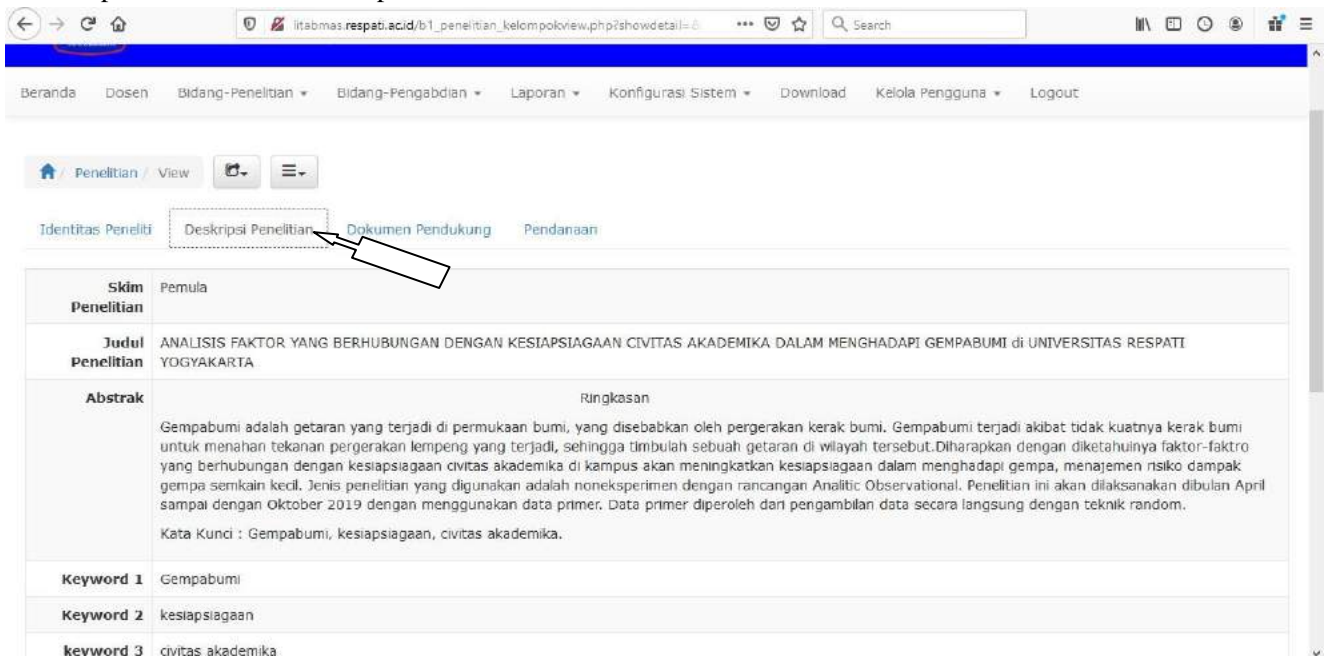 litabmas.respati.ac.id/b1_penelitian_kelompokview.php?showdetail=&
Search
Beranda Dosen Bidang-Penelitian Bidang-Pengabdian Laporan Konfigurasi Sistem Download Kelola Pengguna Logout
/ Penelitian / View
Identitas Peneliti Deskripsi Penelitian Dokumen Pendukung Pendanaan
Skim Penelitian Pemula
Judul ANALISIS FAKTOR YANG BERHUBUNGAN DENGAN KESIAPSIAGAAN CIVITAS AKADEMIKA DALAM MENGHADAPI GEMPABUMI di UNIVERSITAS RESPATI
Penelitian YOGYAKARTA
Abstrak Ringkasan
Gempabumi adalah getaran yang terjadi di permukaan bumi, yang disebabkan oleh pergerakan kerak bumi. Gempabumi terjadi akibat tidak kuatnya kerak bumi
untuk menahan tekanan pergerakan lempeng yang terjadi, sehingga timbulah sebuah getaran di wilayah tersebut.Diharapkan dengan diketahuinya faktor-faktro
yang berhubungan dengan kesiapsiagaan civitas akademika di kampus akan meningkatkan kesiapsiagaan dalam menghadapi gempa, menajemen risiko dampak
gempa semkain kecil. Jenis penelitian yang digunakan adalah noneksperimen dengan rancangan Analitic Observational. Penelitian ini akan dilaksanakan dibulan April
sampai dengan Oktober 2019 dengan menggunakan data primer. Data primer diperoleh dari pengambilan data secara langsung dengan teknik random.
Kata Kunci : Gempabumi, kesiapsiagaan, civitas akademika.
Keyword 1 Gempabumi
Keyword 2 kesiapsiagaan
keyword 3 civitas akademika